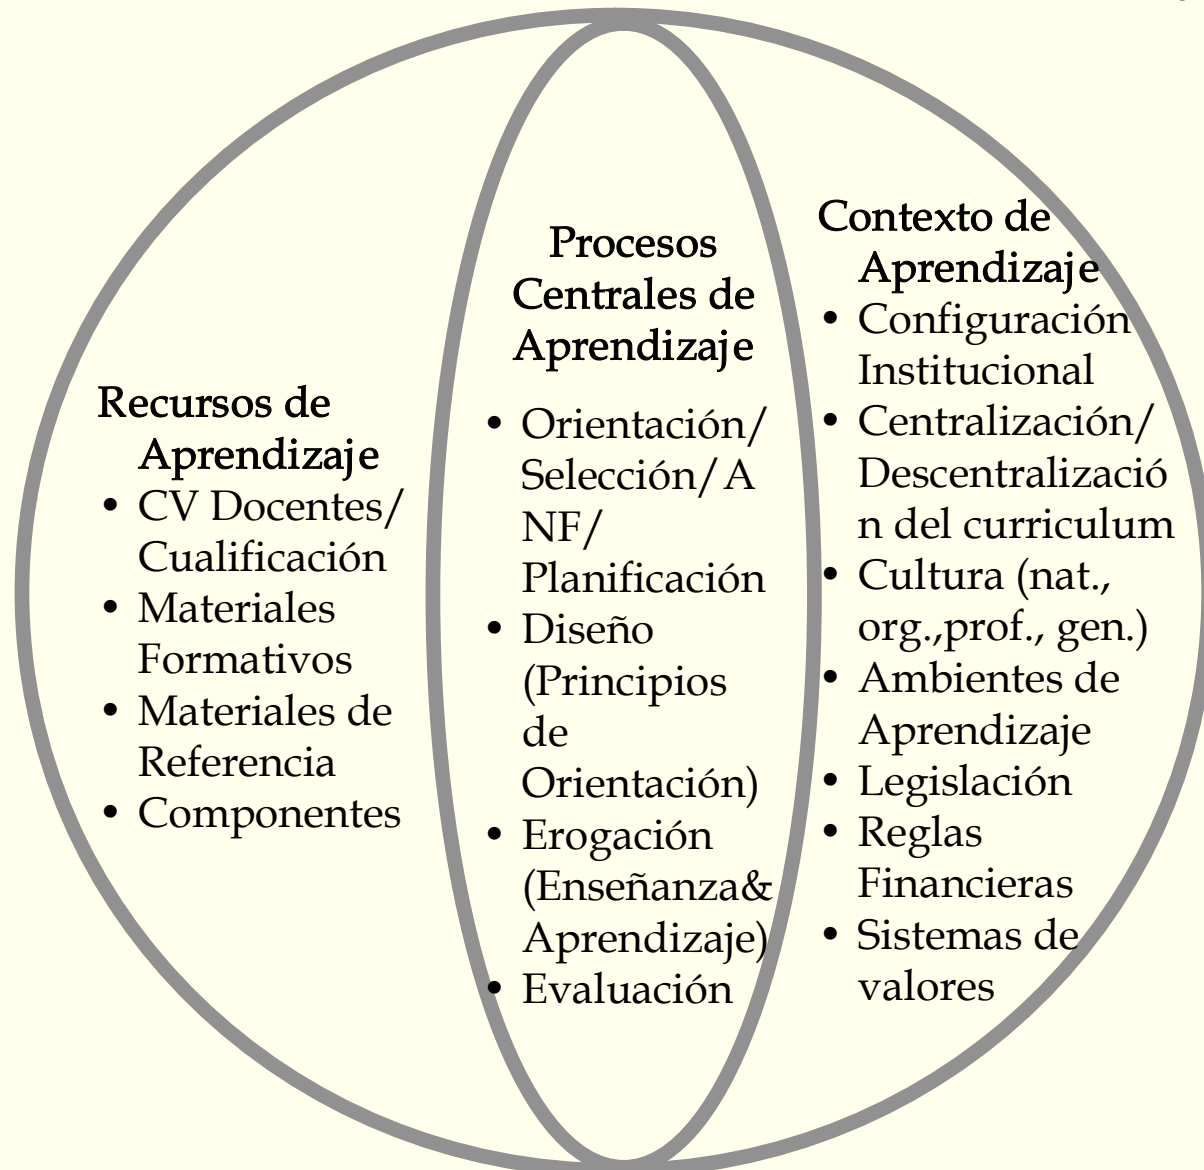 Recursos de
Aprendizaje
• CV Docentes/
Cualificación
• Materiales
Formativos
• Materiales de
Referencia
• Componentes
Procesos
Centrales de
Aprendizaje
• Orientación/
Selección/A
NF/
Planificación
• Diseño
(Principios
de
Orientación)
• Erogación
(Enseñanza&
Aprendizaje)
• Evaluación
Contexto de
Aprendizaje
• Configuración
Institucional
• Centralización/
Descentralizació
n del curriculum
• Cultura (nat.,
org.,prof., gen.)
• Ambientes de
Aprendizaje
• Legislación
• Reglas
Financieras
• Sistemas de
valores